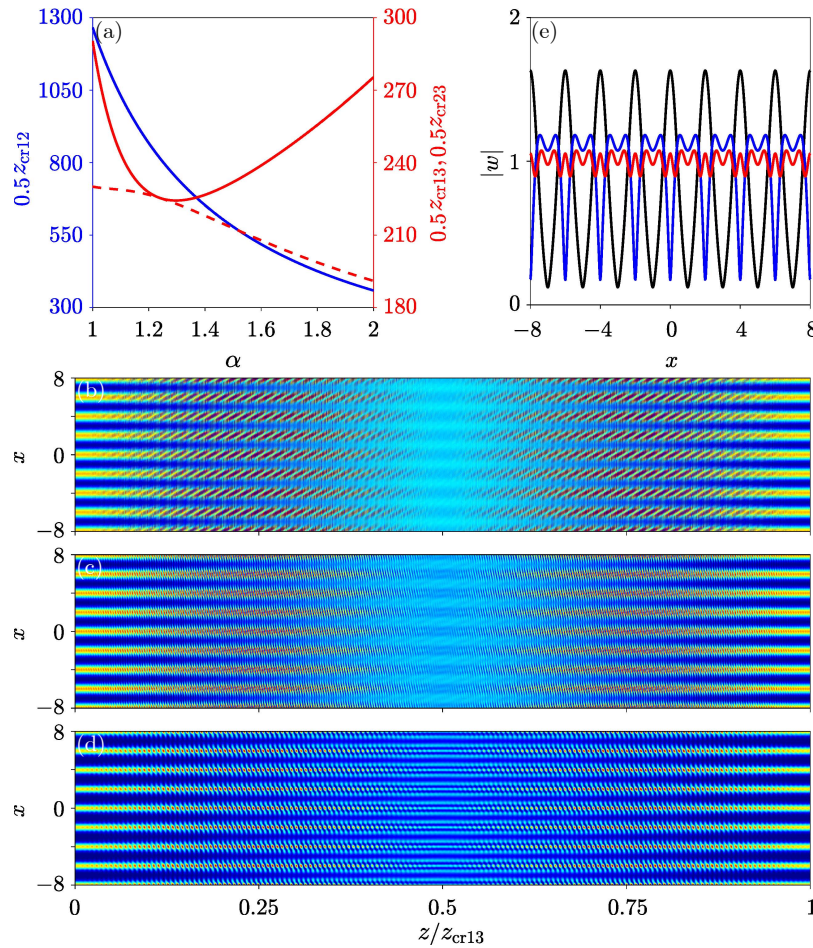 (a)
0.5z_cr12
1300
1050
800
550
300
300
270
240
210
180
0.5z_cr13, 0.5z_cr23
1 1.2 1.4 1.6 1.8 2
α
(e)
|w|
2
1
0
−8 −4 0 4 8
x
(b)
x
8
0
−8
(c)
x
8
0
−8
(d)
x
8
0
−8
0 0.25 0.5 0.75 1
z/z_cr13